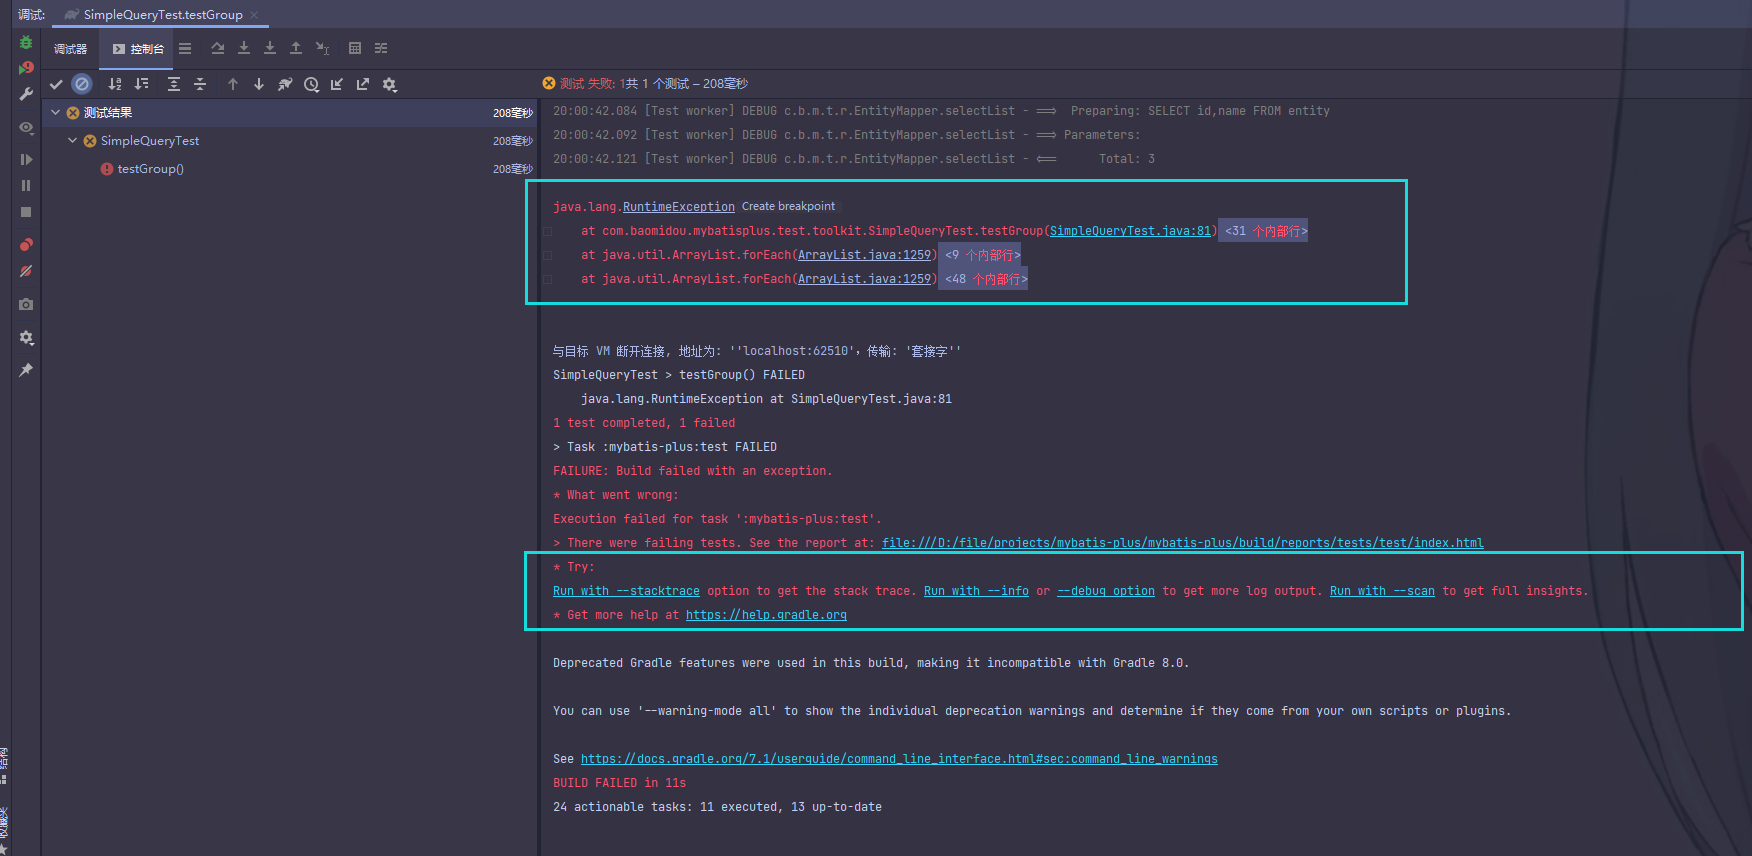 调试: SimpleQueryTest.testGroup
调试器 控制台
测试 失败: 1共 1 个测试 – 208毫秒
测试结果 208毫秒
SimpleQueryTest 208毫秒
testGroup() 208毫秒
20:00:42.084 [Test worker] DEBUG c.b.m.t.r.EntityMapper.selectList - ==>  Preparing: SELECT id,name FROM entity
20:00:42.092 [Test worker] DEBUG c.b.m.t.r.EntityMapper.selectList - ==> Parameters:
20:00:42.121 [Test worker] DEBUG c.b.m.t.r.EntityMapper.selectList - <==      Total: 3
java.lang.RuntimeException Create breakpoint
at com.baomidou.mybatisplus.test.toolkit.SimpleQueryTest.testGroup(SimpleQueryTest.java:81) <31 个内部行>
at java.util.ArrayList.forEach(ArrayList.java:1259) <9 个内部行>
at java.util.ArrayList.forEach(ArrayList.java:1259) <48 个内部行>
与目标 VM 断开连接, 地址为: ''localhost:62510', 传输: '套接字''
SimpleQueryTest > testGroup() FAILED
java.lang.RuntimeException at SimpleQueryTest.java:81
1 test completed, 1 failed
> Task :mybatis-plus:test FAILED
FAILURE: Build failed with an exception.
* What went wrong:
Execution failed for task ':mybatis-plus:test'.
> There were failing tests. See the report at: file:///D:/file/projects/mybatis-plus/mybatis-plus/build/reports/tests/test/index.html
* Try:
Run with --stacktrace option to get the stack trace. Run with --info or --debug option to get more log output. Run with --scan to get full insights.
* Get more help at https://help.gradle.org
Deprecated Gradle features were used in this build, making it incompatible with Gradle 8.0.
You can use '--warning-mode all' to show the individual deprecation warnings and determine if they come from your own scripts or plugins.
See https://docs.gradle.org/7.1/userguide/command_line_interface.html#sec:command_line_warnings
BUILD FAILED in 11s
24 actionable tasks: 11 executed, 13 up-to-date
结构
收藏夹